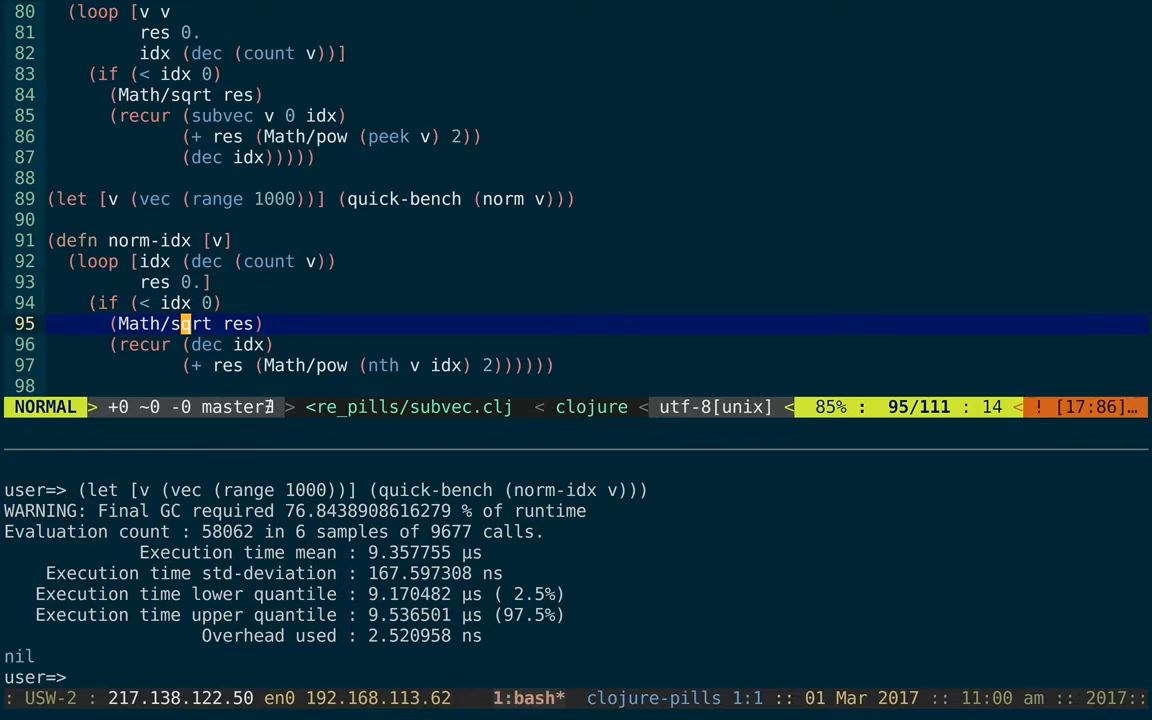 80   (loop [v v
81          res 0.
82          idx (dec (count v))]
83     (if (< idx 0)
84       (Math/sqrt res)
85       (recur (subvec v 0 idx)
86              (+ res (Math/pow (peek v) 2))
87              (dec idx)))))
88
89 (let [v (vec (range 1000))] (quick-bench (norm v)))
90
91 (defn norm-idx [v]
92   (loop [idx (dec (count v))
93          res 0.]
94     (if (< idx 0)
95       (Math/sqrt res)
96       (recur (dec idx)
97              (+ res (Math/pow (nth v idx) 2))))))
98
NORMAL > +0 ~0 -0 master∄ > <re_pills/subvec.clj < clojure < utf-8[unix] < 85% : 95/111 : 14 < ! [17:86]…
user=> (let [v (vec (range 1000))] (quick-bench (norm-idx v)))
WARNING: Final GC required 76.8438908616279 % of runtime
Evaluation count : 58062 in 6 samples of 9677 calls.
Execution time mean : 9.357755 µs
Execution time std-deviation : 167.597308 ns
Execution time lower quantile : 9.170482 µs ( 2.5%)
Execution time upper quantile : 9.536501 µs (97.5%)
Overhead used : 2.520958 ns
nil
user=>
: USW-2 : 217.138.122.50 en0 192.168.113.62 1:bash* clojure-pills 1:1 :: 01 Mar 2017 :: 11:00 am :: 2017::